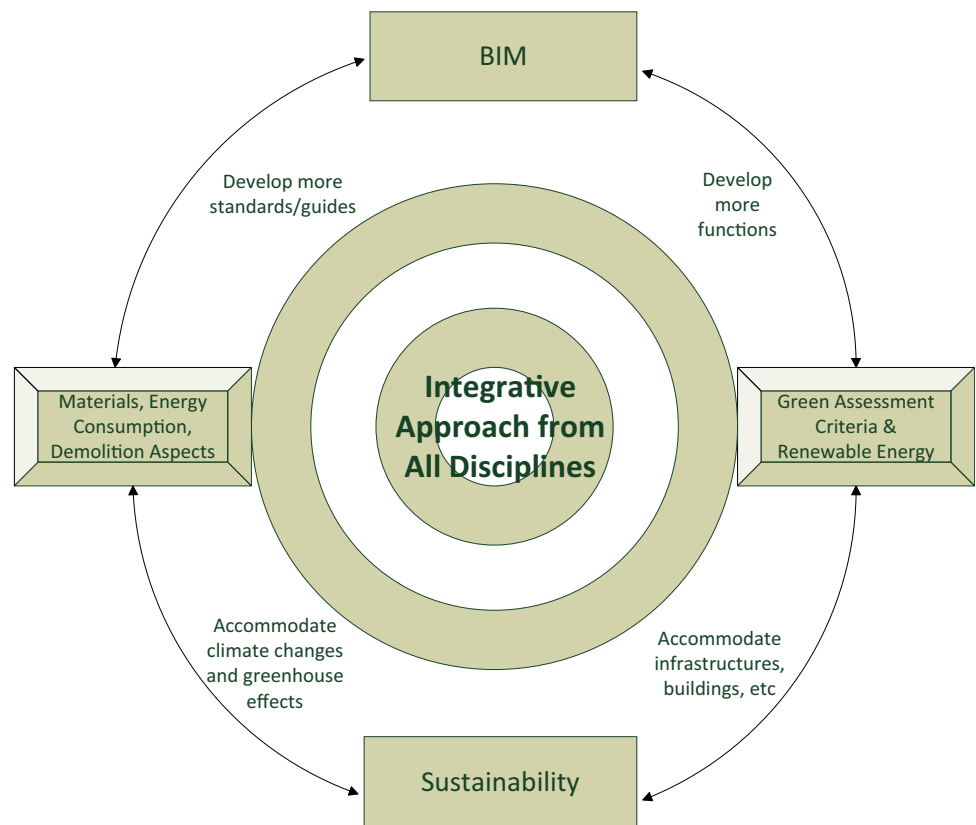 BIM
Develop more
standards/guides
Develop
more
functions
Integrative
Approach from
All Disciplines
Materials, Energy
Consumption,
Demolition Aspects
Green Assessment
Criteria &
Renewable Energy
Accommodate
climate changes
and greenhouse
effects
Accommodate
infrastructures,
buildings, etc
Sustainability